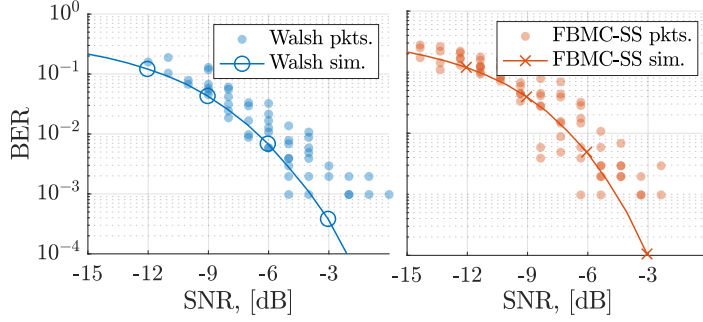 10^0
10^{-1}
10^{-2}
10^{-3}
10^{-4}
BER
Walsh pkts.
Walsh sim.
-15 -12 -9 -6 -3
SNR, [dB]
FBMC-SS pkts.
FBMC-SS sim.
-15 -12 -9 -6 -3
SNR, [dB]